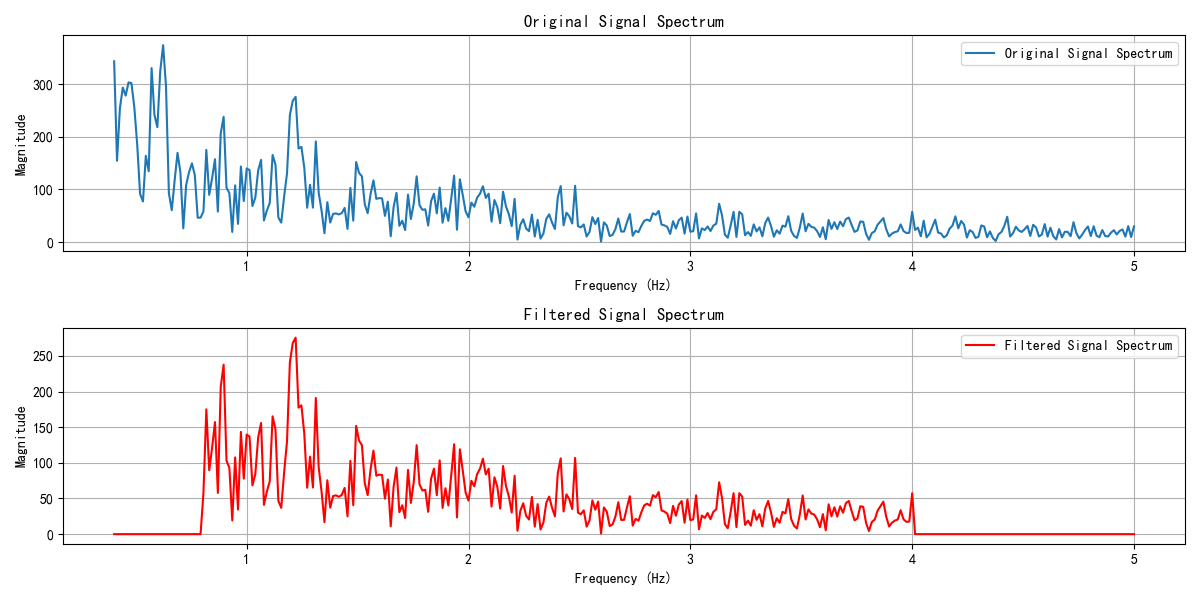 Original Signal Spectrum
Original Signal Spectrum
Magnitude
300
200
100
0
1 2 3 4 5
Frequency (Hz)
Filtered Signal Spectrum
Filtered Signal Spectrum
Magnitude
250
200
150
100
50
0
1 2 3 4 5
Frequency (Hz)